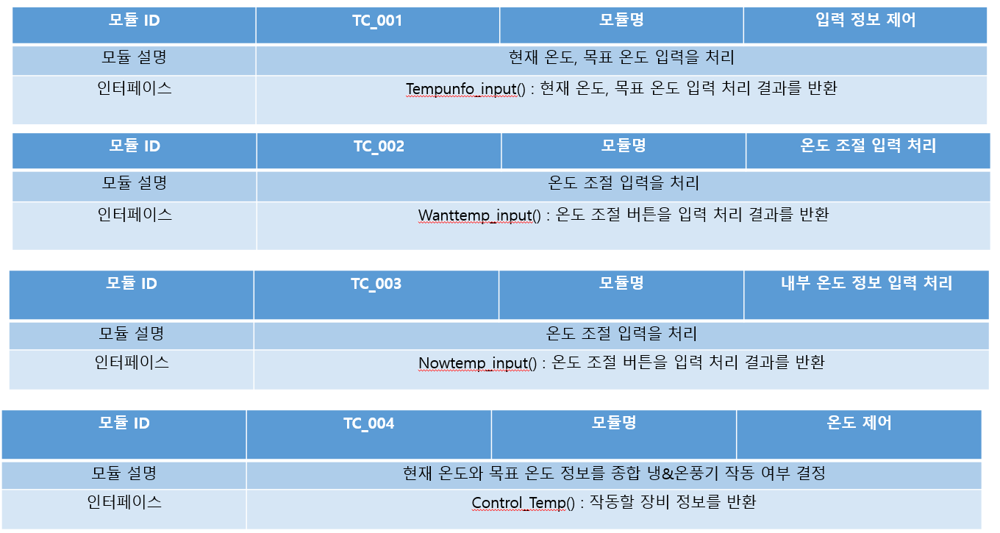 모듈 ID TC_001 모듈명 입력 정보 제어
모듈 설명 현재 온도, 목표 온도 입력을 처리
인터페이스 Tempunfo_input() : 현재 온도, 목표 온도 입력 처리 결과를 반환
모듈 ID TC_002 모듈명 온도 조절 입력 처리
모듈 설명 온도 조절 입력을 처리
인터페이스 Wanttemp_input() : 온도 조절 버튼을 입력 처리 결과를 반환
모듈 ID TC_003 모듈명 내부 온도 정보 입력 처리
모듈 설명 온도 조절 입력을 처리
인터페이스 Nowtemp_input() : 온도 조절 버튼을 입력 처리 결과를 반환
모듈 ID TC_004 모듈명 온도 제어
모듈 설명 현재 온도와 목표 온도 정보를 종합 냉&온풍기 작동 여부 결정
인터페이스 Control_Temp() : 작동할 장비 정보를 반환